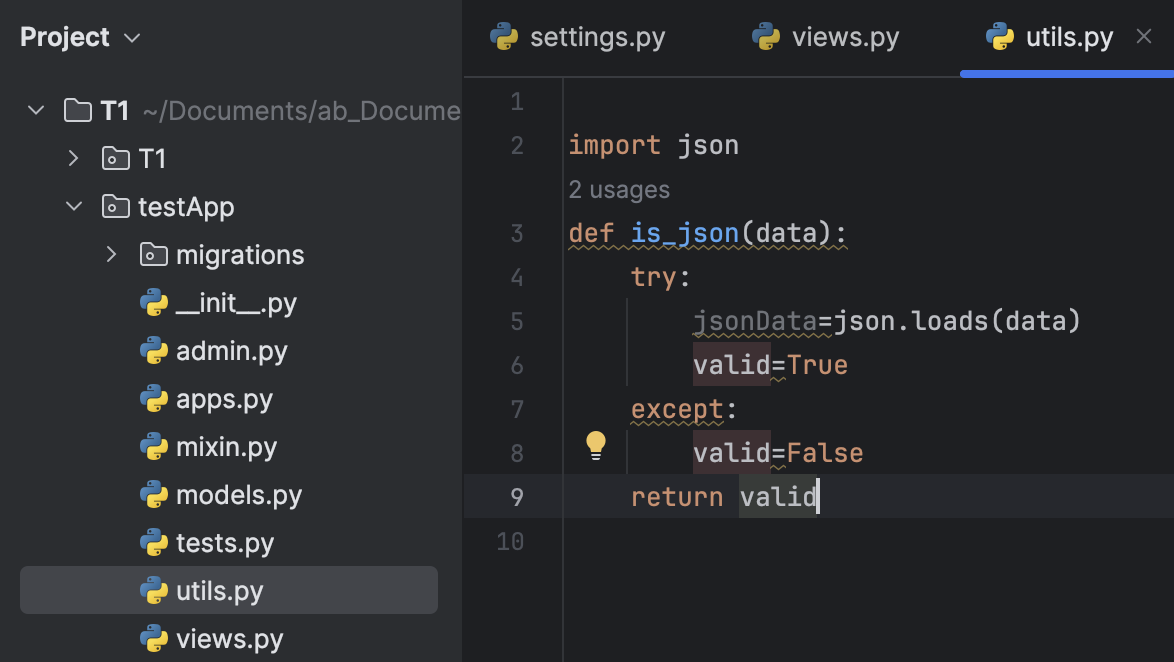 Project
T1 ~/Documents/ab_Docume
T1
testApp
migrations
__init__.py
admin.py
apps.py
mixin.py
models.py
tests.py
utils.py
views.py
settings.py views.py utils.py
1
2 import json
2 usages
3 def is_json(data):
4 try:
5 jsonData=json.loads(data)
6 valid=True
7 except:
8 valid=False
9 return valid
10